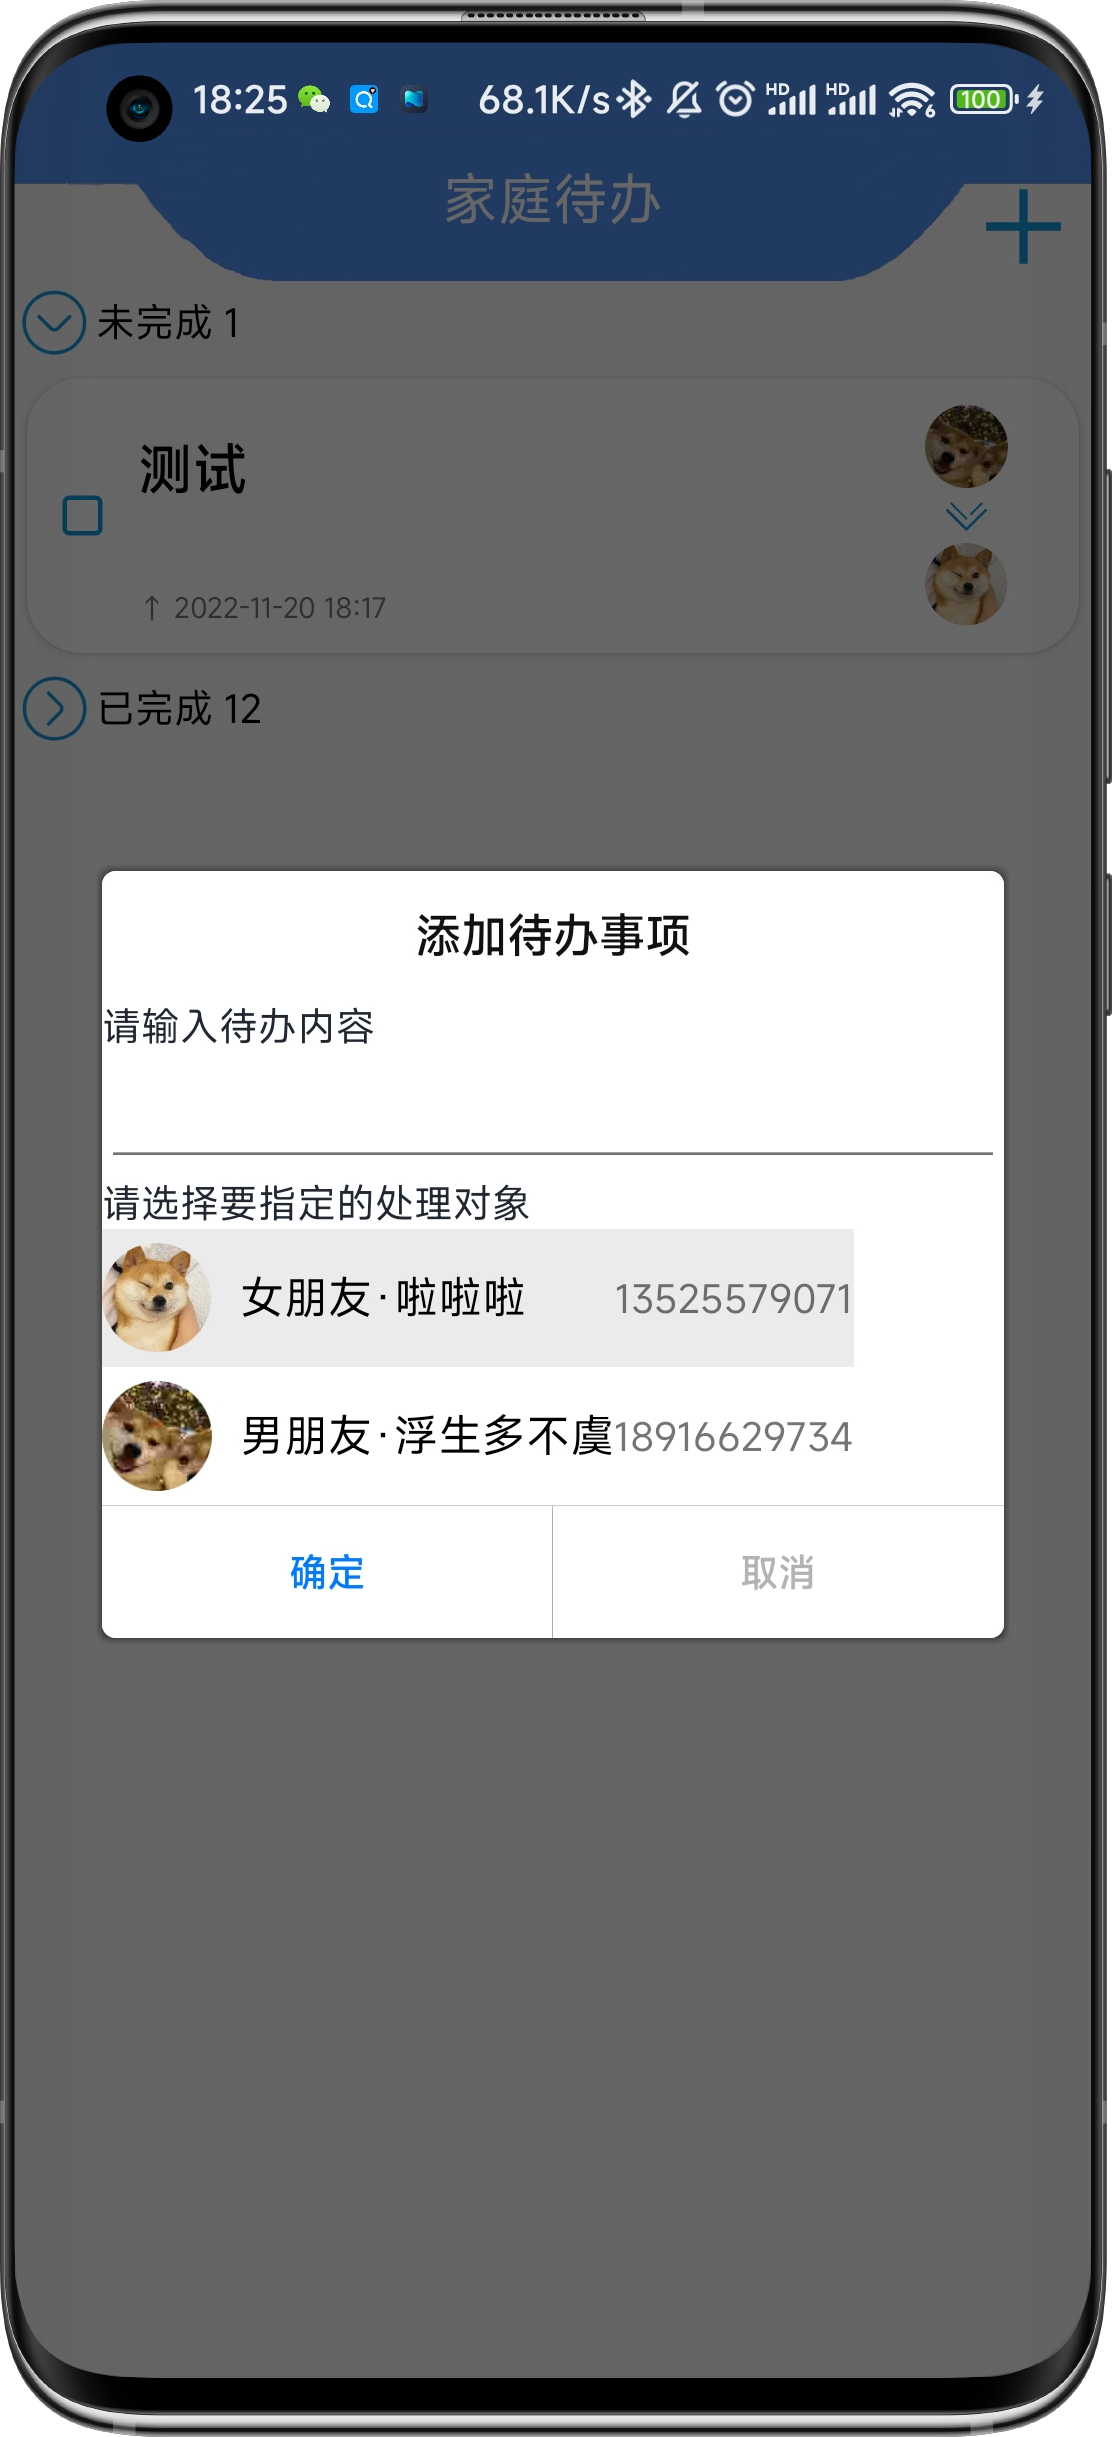 18:25 68.1K/s HD HD 6 100
家庭待办
未完成 1
测试
↑ 2022-11-20 18:17
已完成 12
添加待办事项
请输入待办内容
请选择要指定的处理对象
女朋友·啦啦啦 13525579071
男朋友·浮生多不虞18916629734
确定 取消